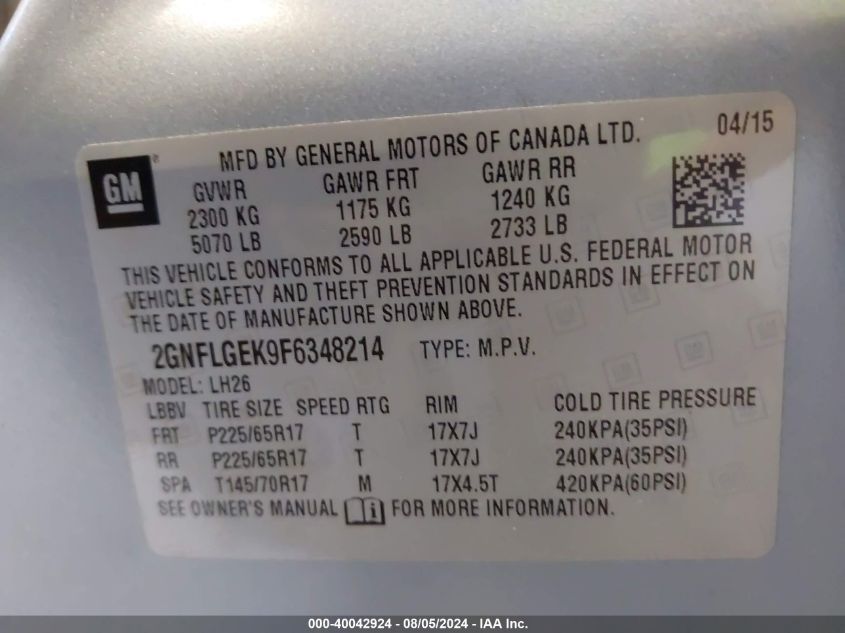 GM
MFD BY GENERAL MOTORS OF CANADA LTD. 04/15
GVWR GAWR FRT GAWR RR
2300 KG 1175 KG 1240 KG
5070 LB 2590 LB 2733 LB
THIS VEHICLE CONFORMS TO ALL APPLICABLE U.S. FEDERAL MOTOR
VEHICLE SAFETY AND THEFT PREVENTION STANDARDS IN EFFECT ON
THE DATE OF MANUFACTURE SHOWN ABOVE.
2GNFLGEK9F6348214 TYPE: M.P.V.
MODEL: LH26
LBBV TIRE SIZE SPEED RTG RIM COLD TIRE PRESSURE
FRT P225/65R17 T 17X7J 240KPA(35PSI)
RR P225/65R17 T 17X7J 240KPA(35PSI)
SPA T145/70R17 M 17X4.5T 420KPA(60PSI)
SEE OWNER'S MANUAL FOR MORE INFORMATION.
000-40042924 - 08/05/2024 - IAA Inc.